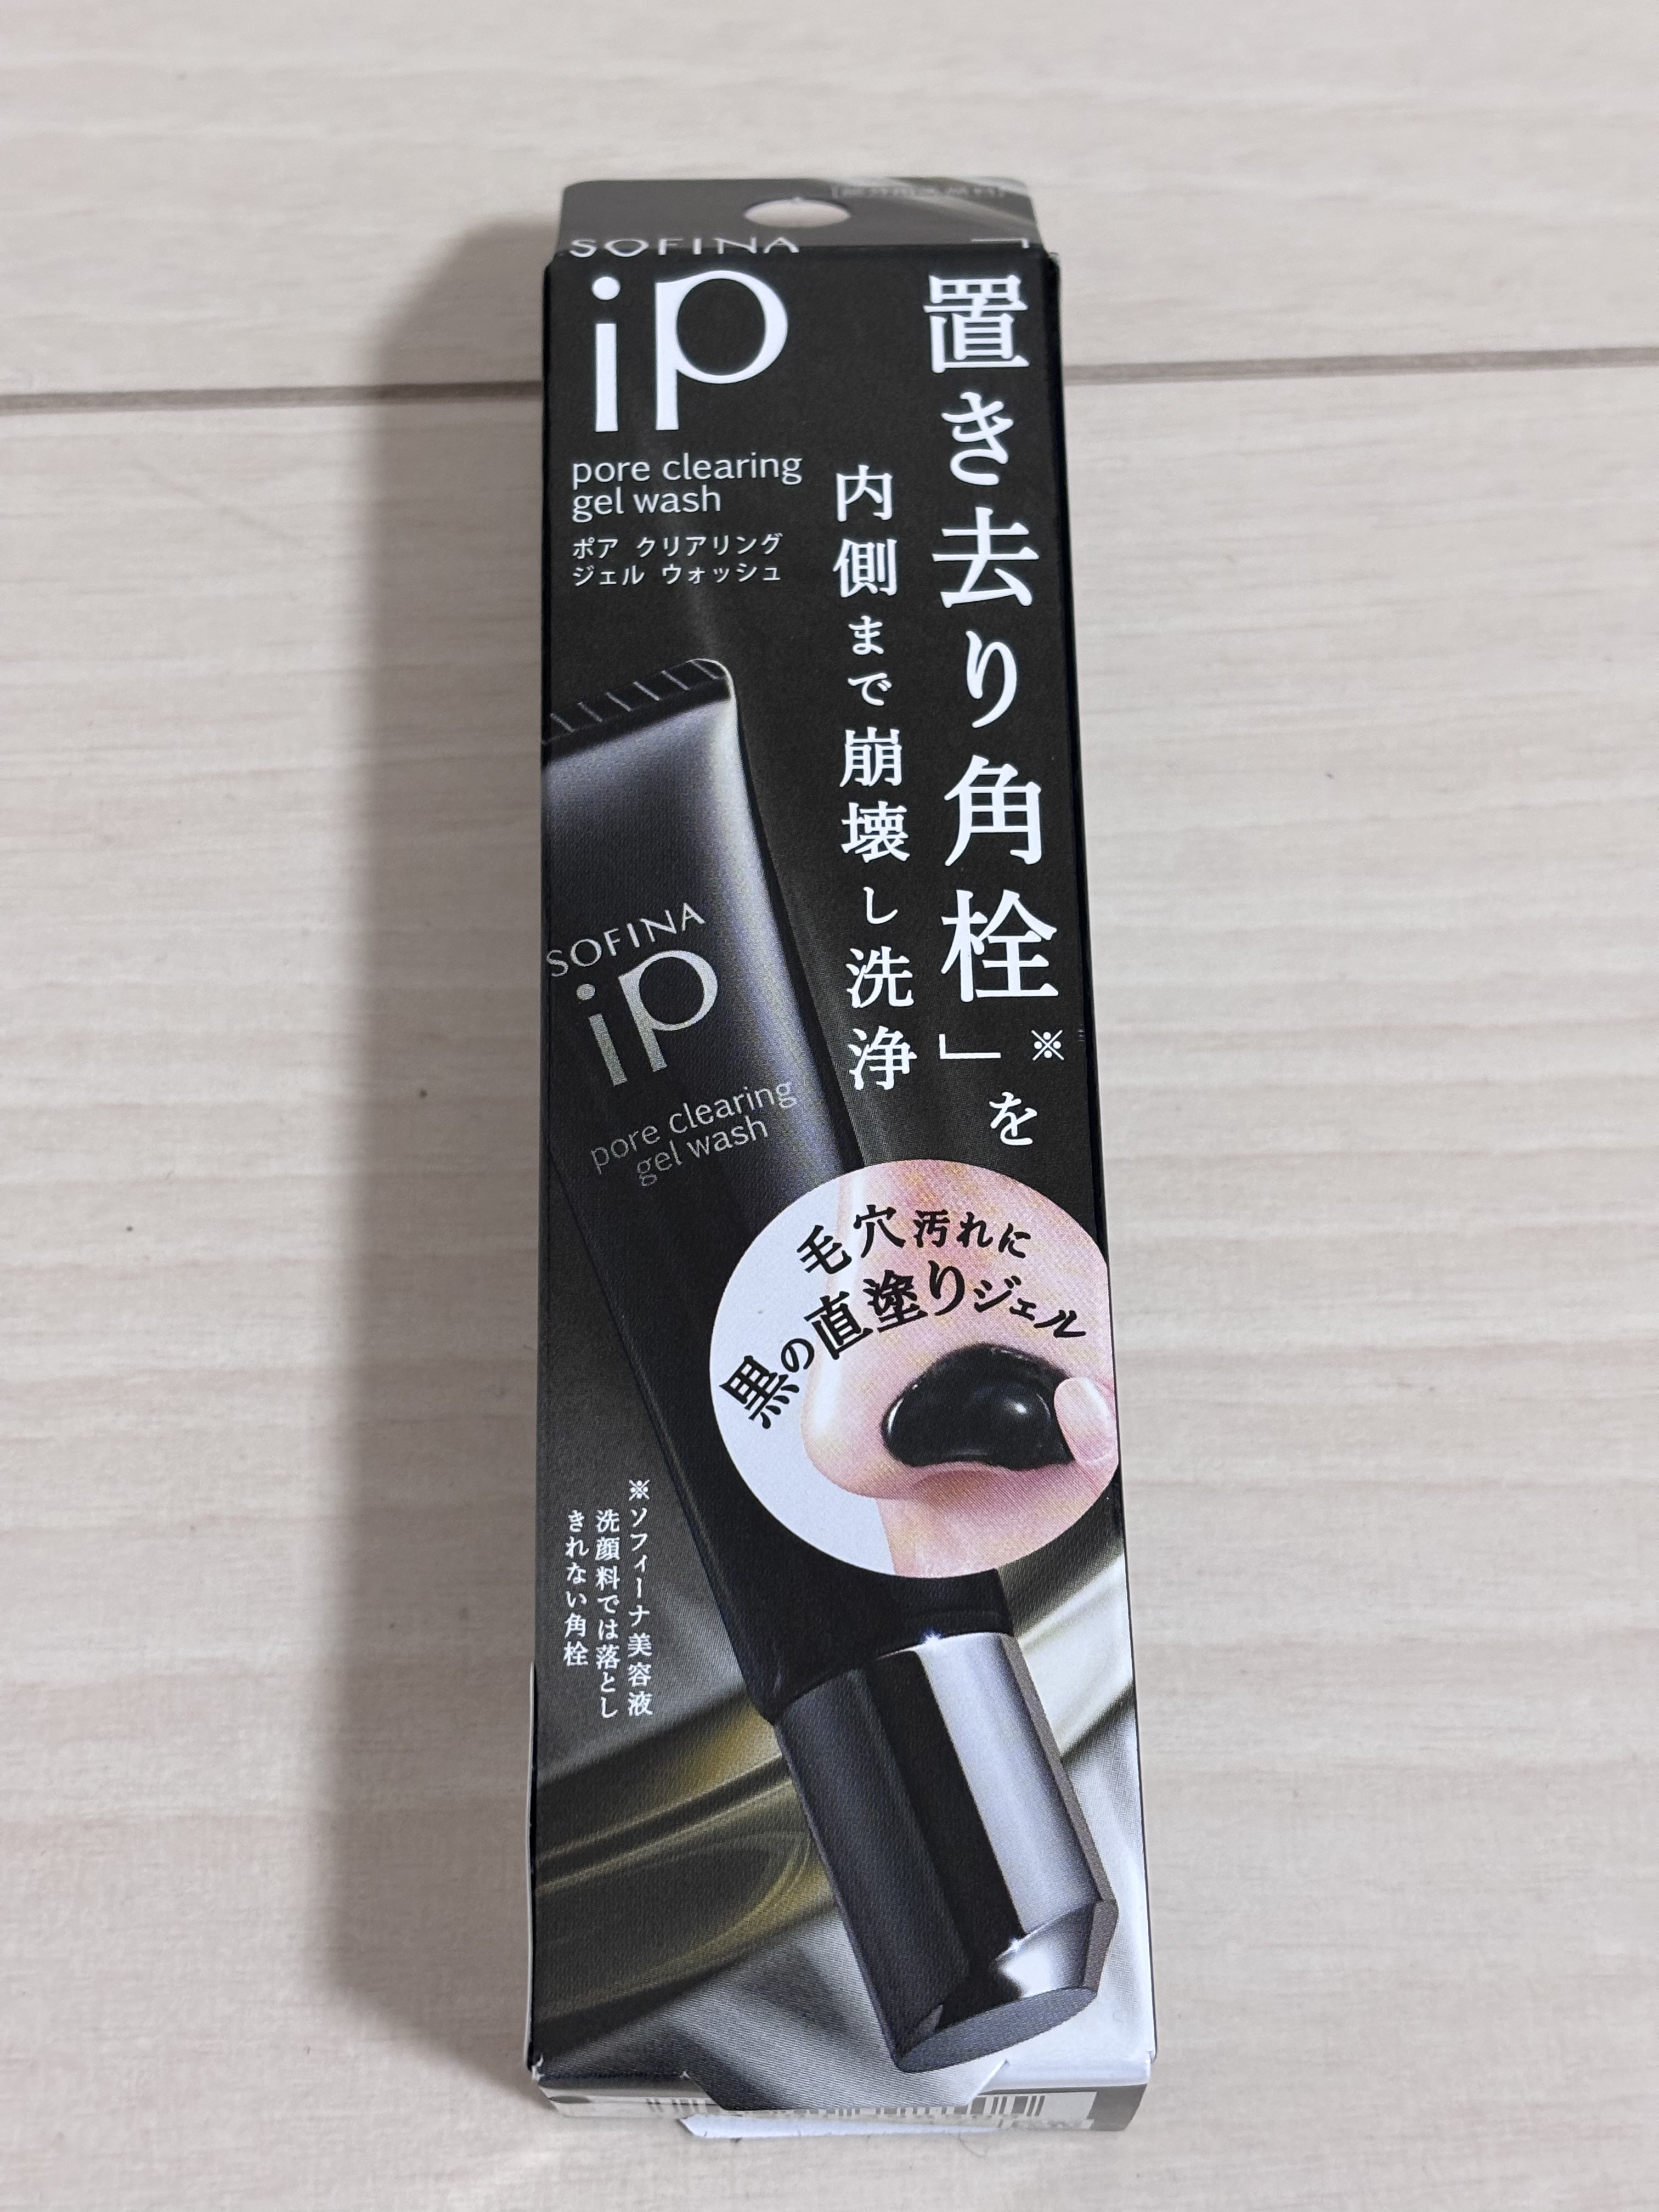 SOFINA
iP
pore clearing
gel wash
ポア クリアリング
ジェル ウォッシュ
「置き去り角栓」※を
内側まで崩壊し洗浄
SOFINA
iP
pore clearing
gel wash
毛穴汚れに
黒の直塗りジェル
※ソフィーナ美容液
洗顔料では落とし
きれない角栓